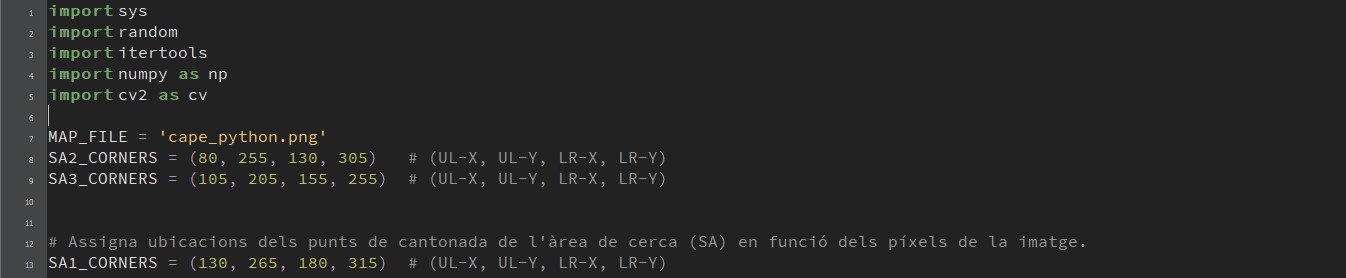 1 import sys
2 import random
3 import itertools
4 import numpy as np
5 import cv2 as cv
6
7 MAP_FILE = 'cape_python.png'
8 SA2_CORNERS = (80, 255, 130, 305)   # (UL-X, UL-Y, LR-X, LR-Y)
9 SA3_CORNERS = (105, 205, 155, 255)  # (UL-X, UL-Y, LR-X, LR-Y)
10
11
12 # Assigna ubicacions dels punts de cantonada de l'àrea de cerca (SA) en funció dels píxels de la imatge.
13 SA1_CORNERS = (130, 265, 180, 315)  # (UL-X, UL-Y, LR-X, LR-Y)